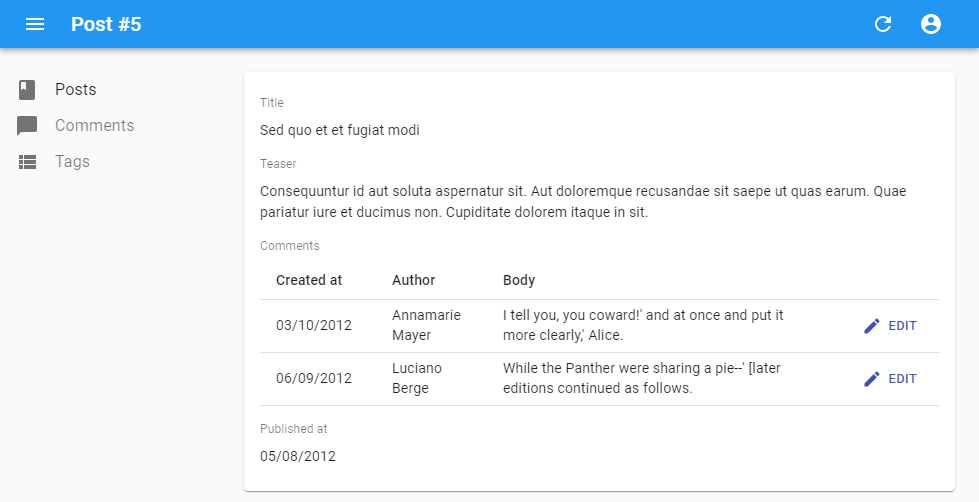 Post #5
Posts
Comments
Tags
Title
Sed quo et et fugiat modi
Teaser
Consequuntur id aut soluta aspernatur sit. Aut doloremque recusandae sit saepe ut quas earum. Quae
pariatur iure et ducimus non. Cupiditate dolorem itaque in sit.
Comments
Created at Author Body
03/10/2012 Annamarie Mayer I tell you, you coward!' and at once and put it
more clearly,' Alice. EDIT
06/09/2012 Luciano Berge While the Panther were sharing a pie--' [later
editions continued as follows. EDIT
Published at
05/08/2012